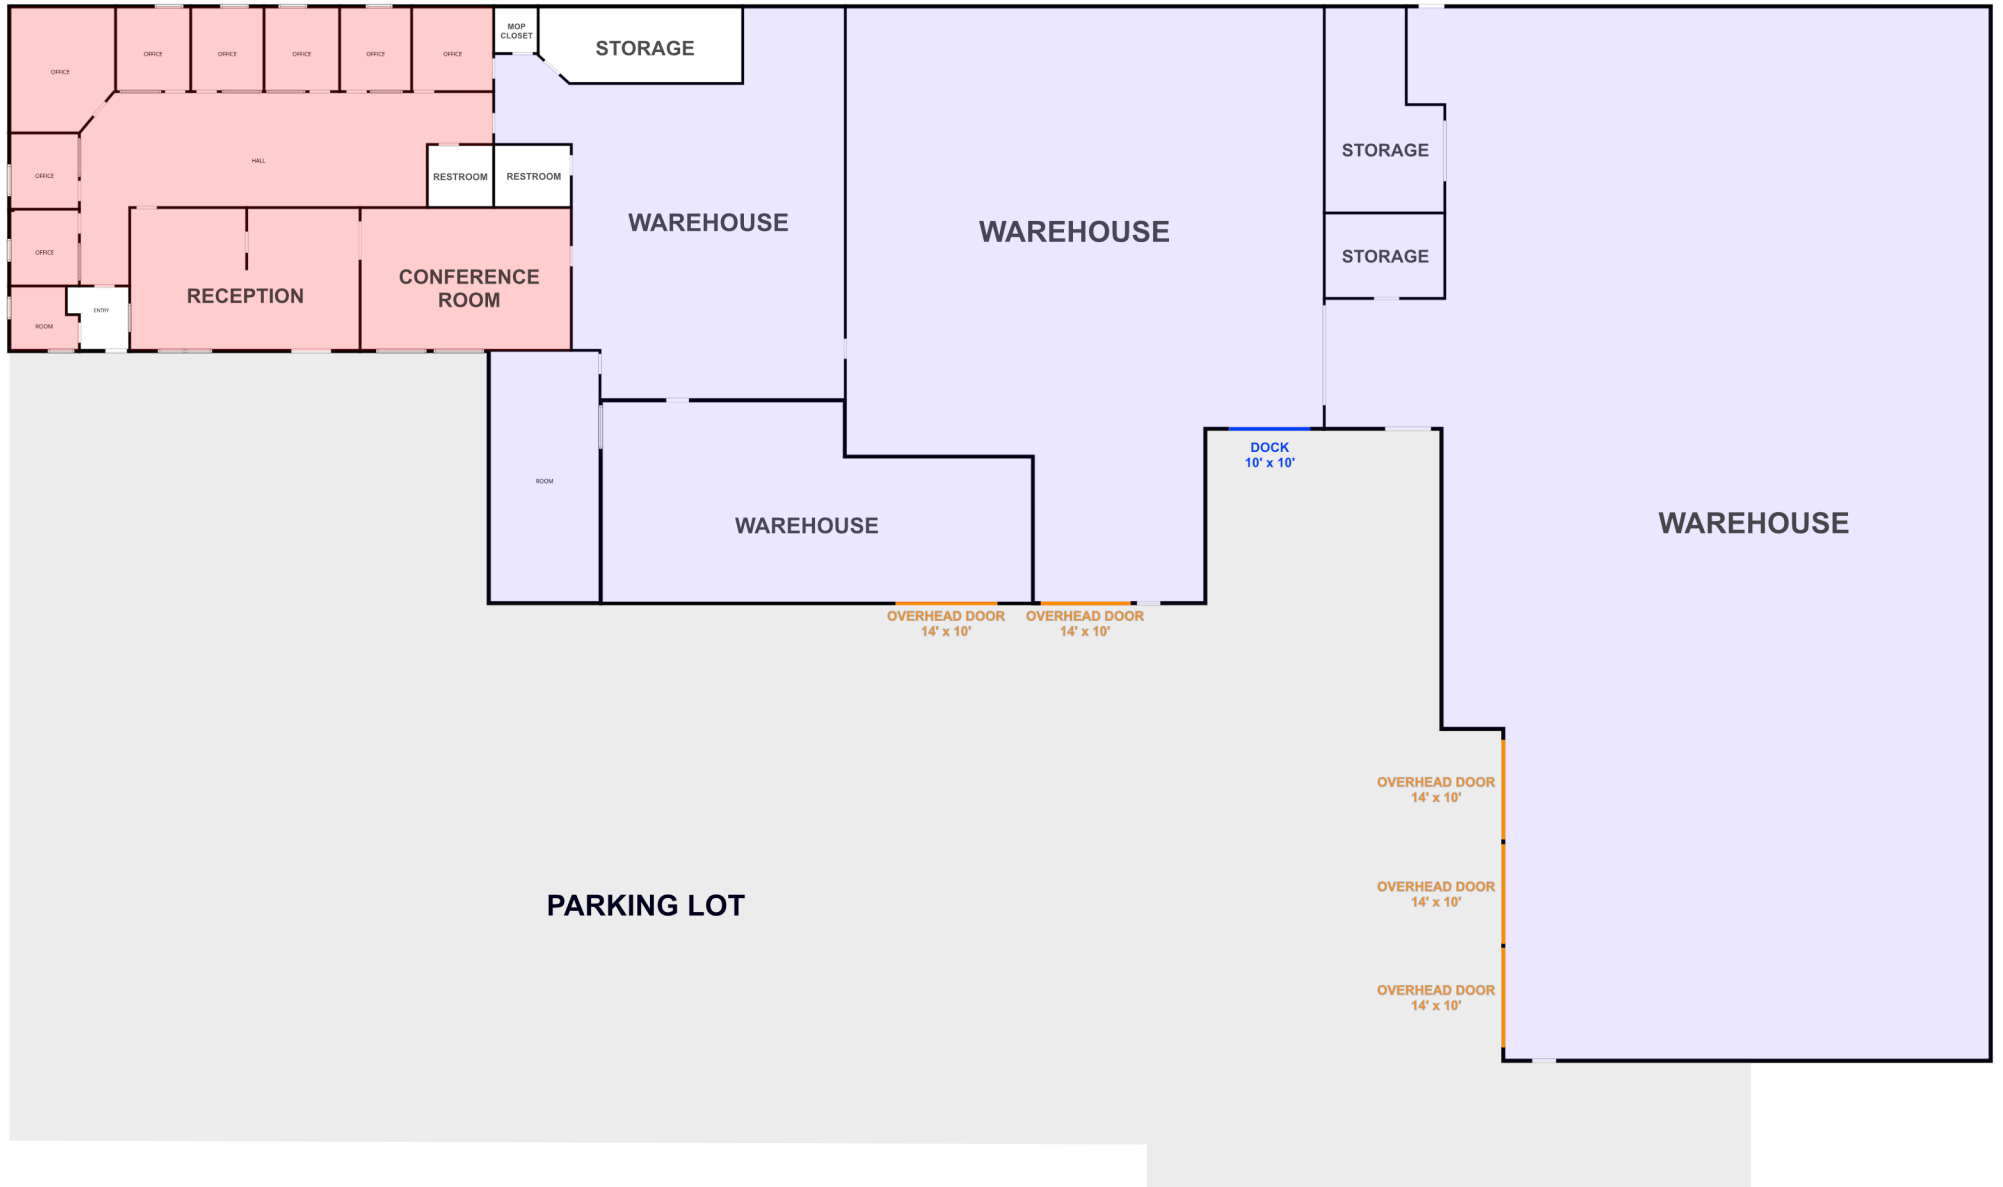 MOP
CLOSET
STORAGE
OFFICE
OFFICE
OFFICE
OFFICE
OFFICE
OFFICE
HALL
STORAGE
OFFICE
RESTROOM
RESTROOM
WAREHOUSE
WAREHOUSE
OFFICE
STORAGE
CONFERENCE
ROOM
RECEPTION
ENTRY
ROOM
DOCK
10' x 10'
ROOM
WAREHOUSE
WAREHOUSE
OVERHEAD DOOR
14' x 10'
OVERHEAD DOOR
14' x 10'
OVERHEAD DOOR
14' x 10'
OVERHEAD DOOR
14' x 10'
PARKING LOT
OVERHEAD DOOR
14' x 10'